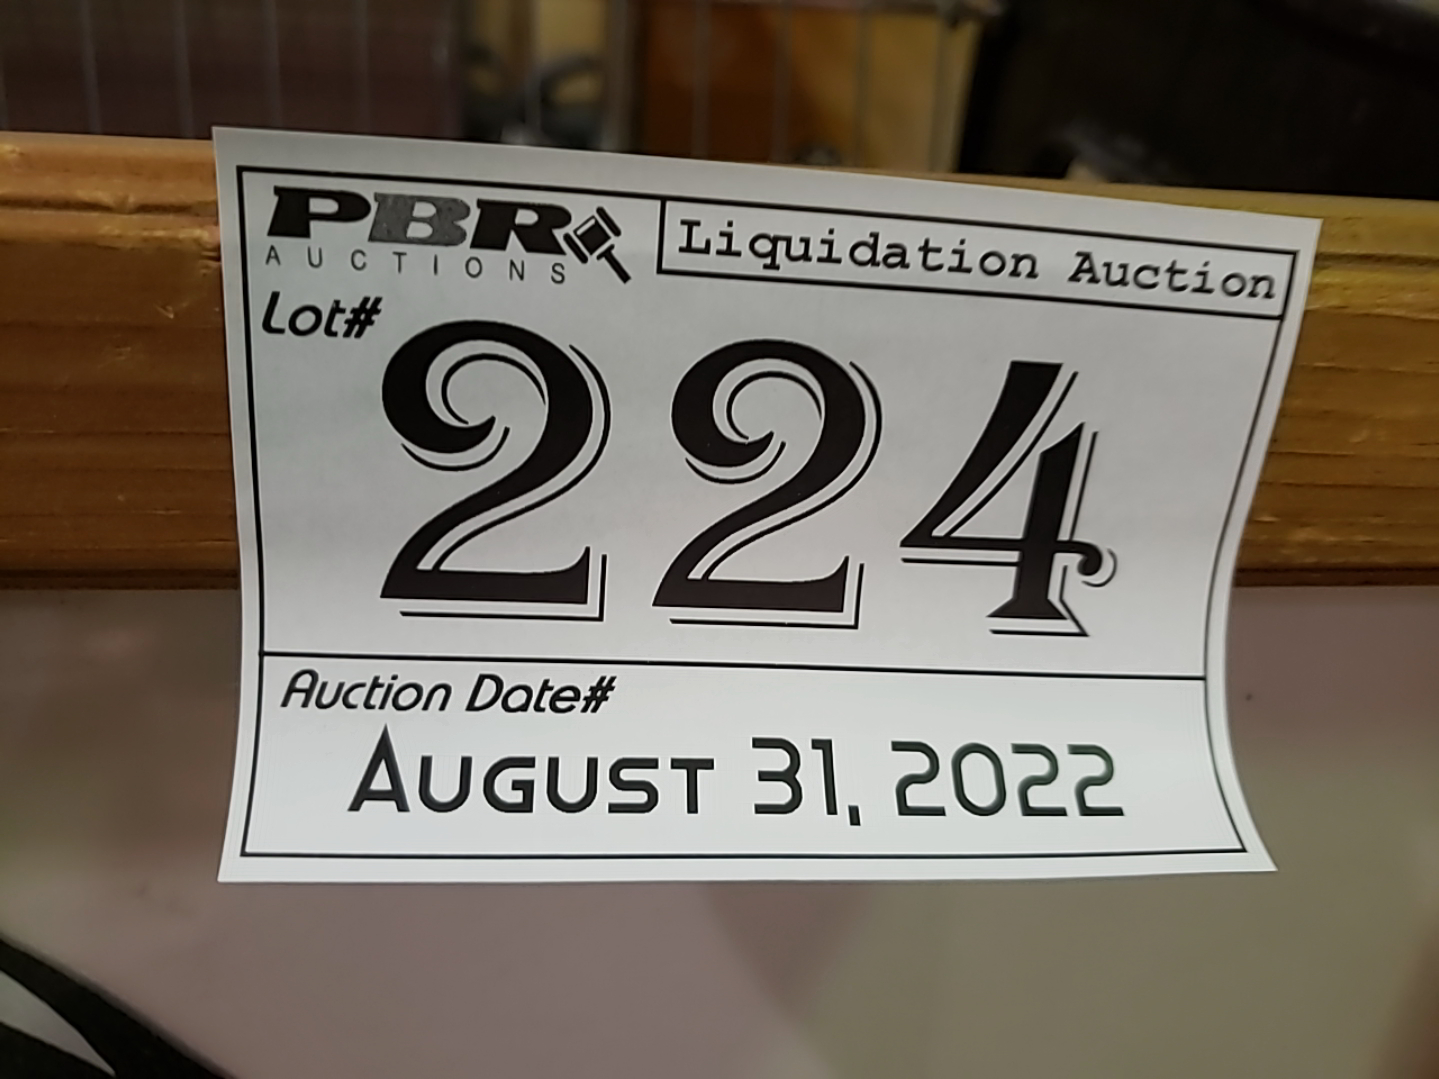 PBR
AUCTIONS
Liquidation Auction
Lot#
224
Auction Date#
August 31, 2022